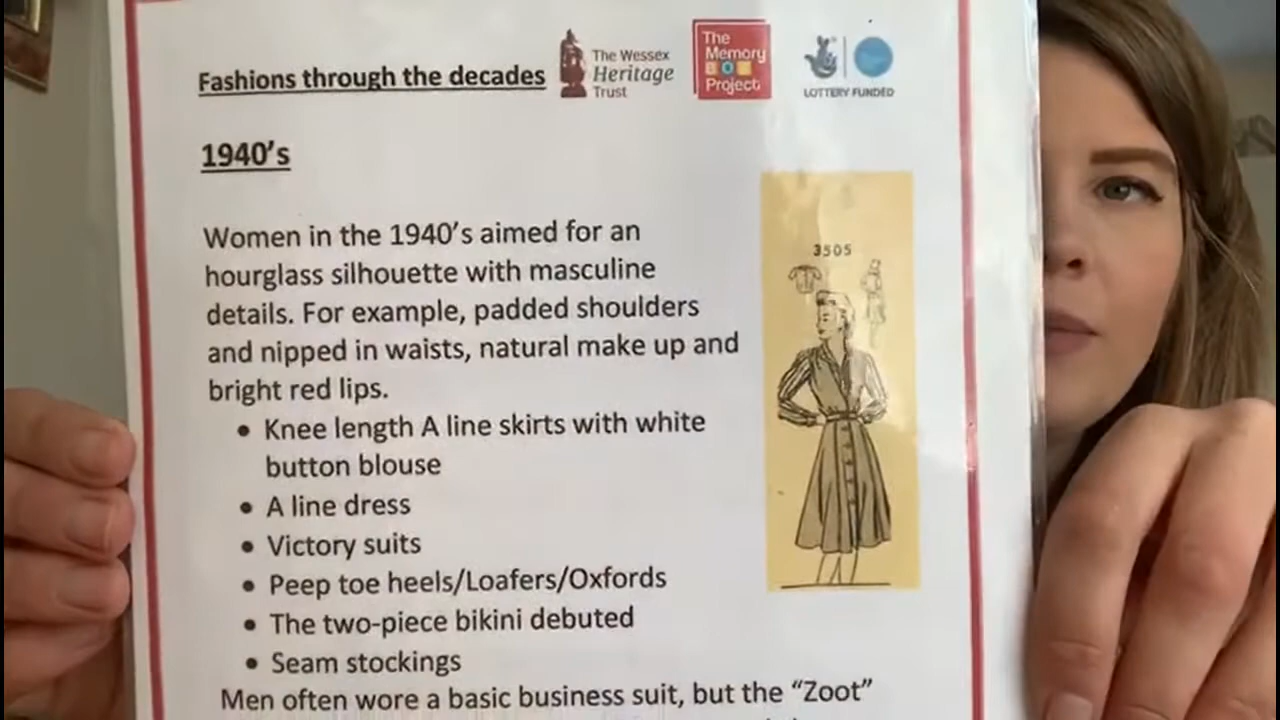 Fashions through the decades
The Wessex
Heritage
Trust
The
Memory
BOX
Project
LOTTERY FUNDED
1940's
Women in the 1940's aimed for an
hourglass silhouette with masculine
details. For example, padded shoulders
and nipped in waists, natural make up and
bright red lips.
• Knee length A line skirts with white
button blouse
• A line dress
• Victory suits
• Peep toe heels/Loafers/Oxfords
• The two-piece bikini debuted
• Seam stockings
Men often wore a basic business suit, but the “Zoot”
3505